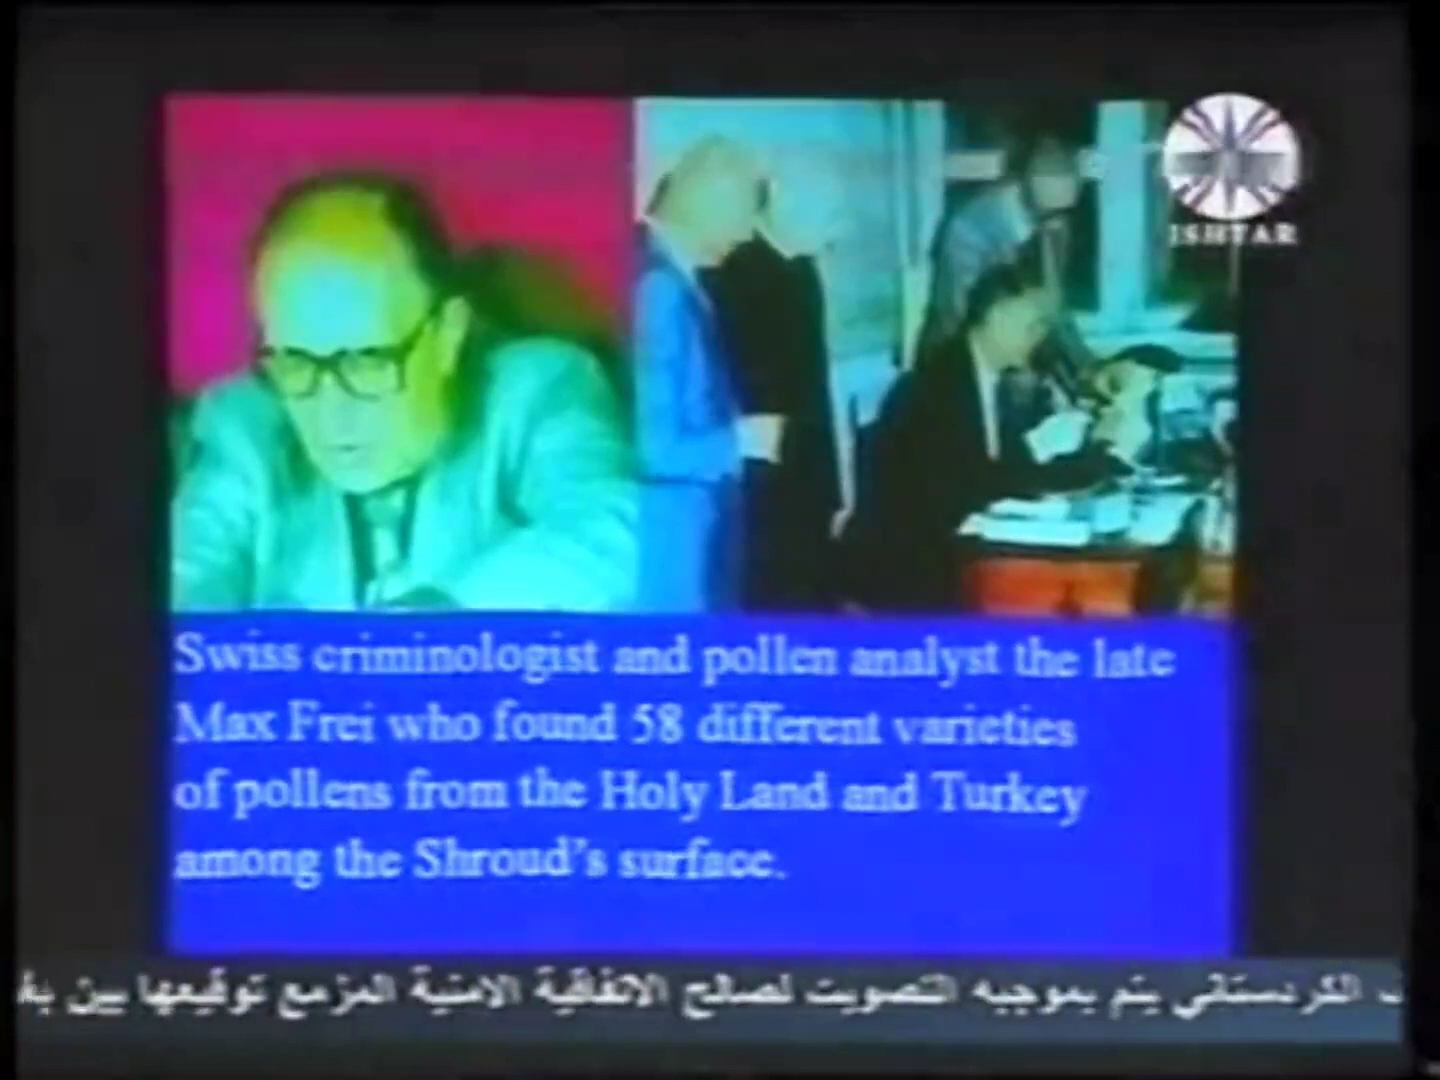 ISHTAR
Swiss criminologist and pollen analyst the late
Max Frei who found 58 different varieties
of pollens from the Holy Land and Turkey
among the Shroud's surface.
الكردستاني يتم بموجبه التصويت لصالح الاتفاقية الامنية المزمع توقيعها بين